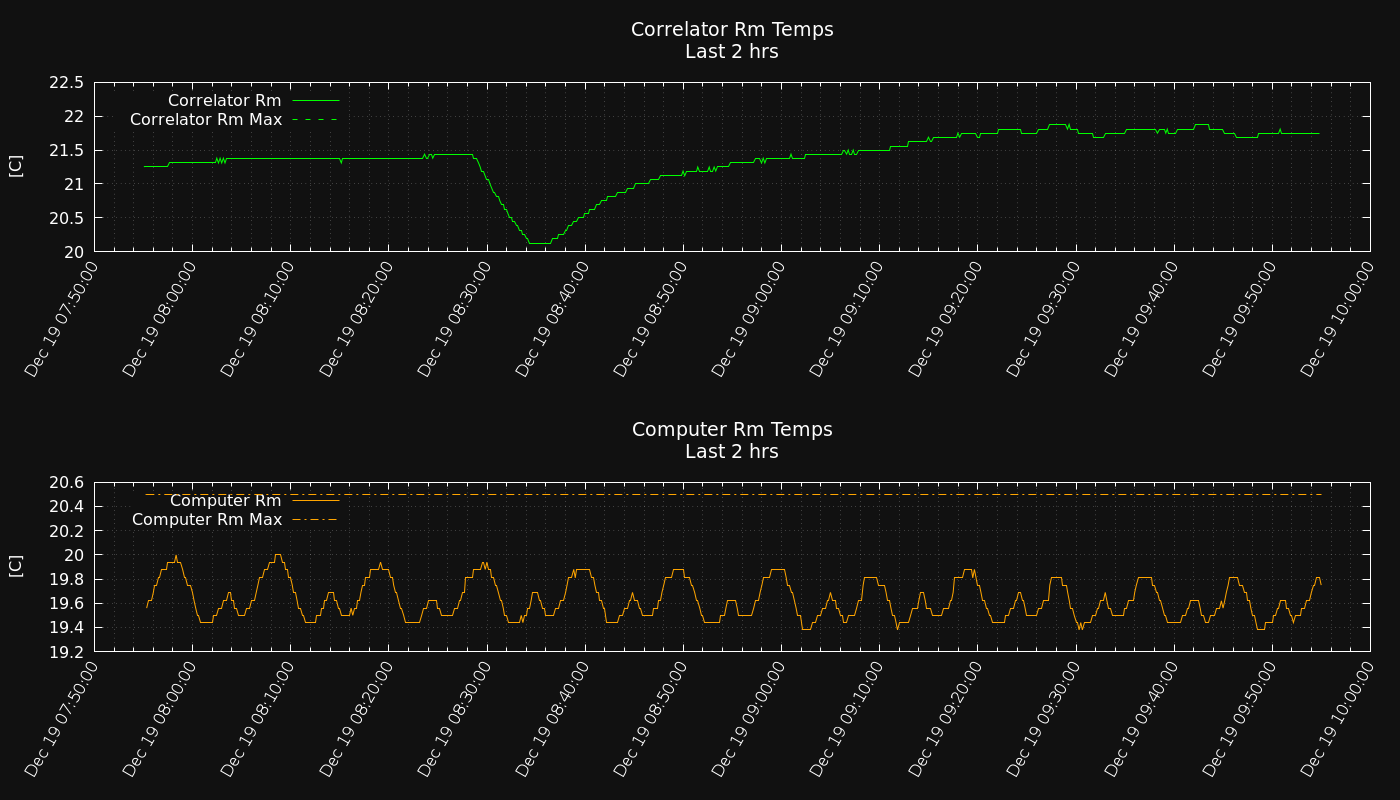 Correlator Rm Temps
Last 2 hrs
22.5
22
21.5
21
20.5
20
[C]
Correlator Rm
Correlator Rm Max
Dec 19 07:50:00
Dec 19 08:00:00
Dec 19 08:10:00
Dec 19 08:20:00
Dec 19 08:30:00
Dec 19 08:40:00
Dec 19 08:50:00
Dec 19 09:00:00
Dec 19 09:10:00
Dec 19 09:20:00
Dec 19 09:30:00
Dec 19 09:40:00
Dec 19 09:50:00
Dec 19 10:00:00
Computer Rm Temps
Last 2 hrs
20.6
20.4
20.2
20
19.8
19.6
19.4
19.2
[C]
Computer Rm
Computer Rm Max
Dec 19 07:50:00
Dec 19 08:00:00
Dec 19 08:10:00
Dec 19 08:20:00
Dec 19 08:30:00
Dec 19 08:40:00
Dec 19 08:50:00
Dec 19 09:00:00
Dec 19 09:10:00
Dec 19 09:20:00
Dec 19 09:30:00
Dec 19 09:40:00
Dec 19 09:50:00
Dec 19 10:00:00